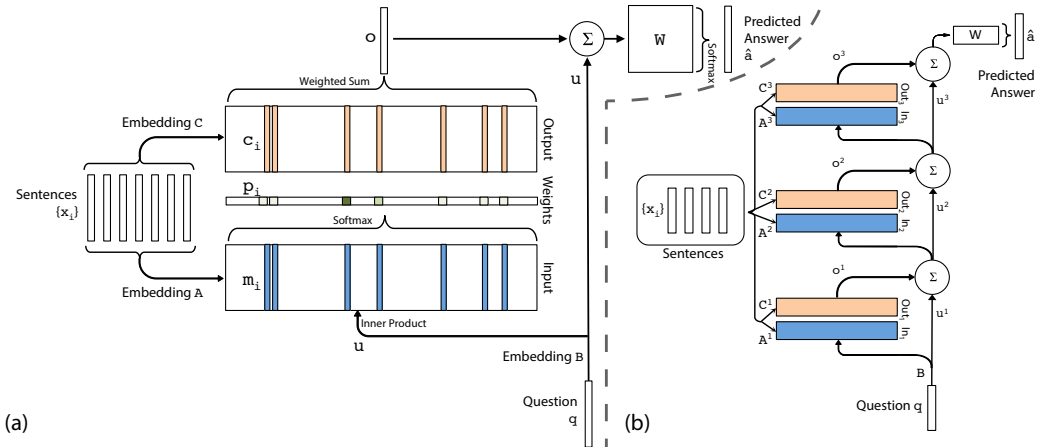 o
Σ
W
Softmax
Predicted
Answer
â
u
Weighted Sum
Embedding C
c_i
Output
Sentences
{x_i}
p_i
Weights
Softmax
Embedding A
m_i
Input
Inner Product
u
Embedding B
Question
q
(a)
W
â
Predicted
Answer
Σ
o³
u³
C³
Out₃
A³
In₃
Σ
o²
u²
C²
Out₂
A²
In₂
{x_i}
Sentences
Σ
o¹
u¹
C¹
Out₁
A¹
In₁
B
Question q
(b)